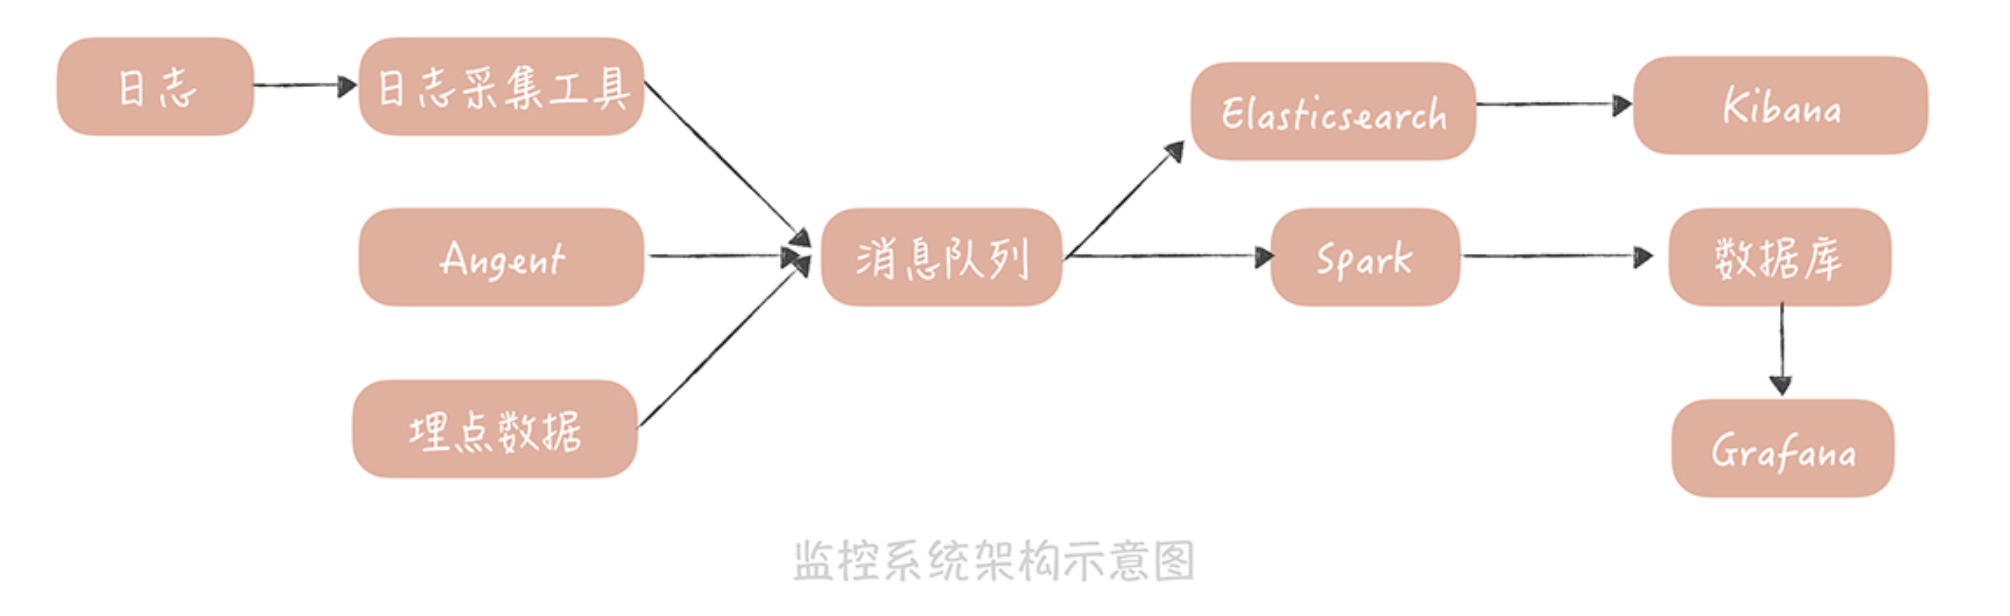 日志
日志采集工具
Elasticsearch
Kibana
Angent
消息队列
Spark
数据库
埋点数据
Grafana
监控系统架构示意图